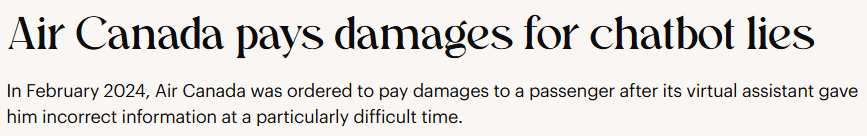 Air Canada pays damages for chatbot lies
In February 2024, Air Canada was ordered to pay damages to a passenger after its virtual assistant gave
him incorrect information at a particularly difficult time.